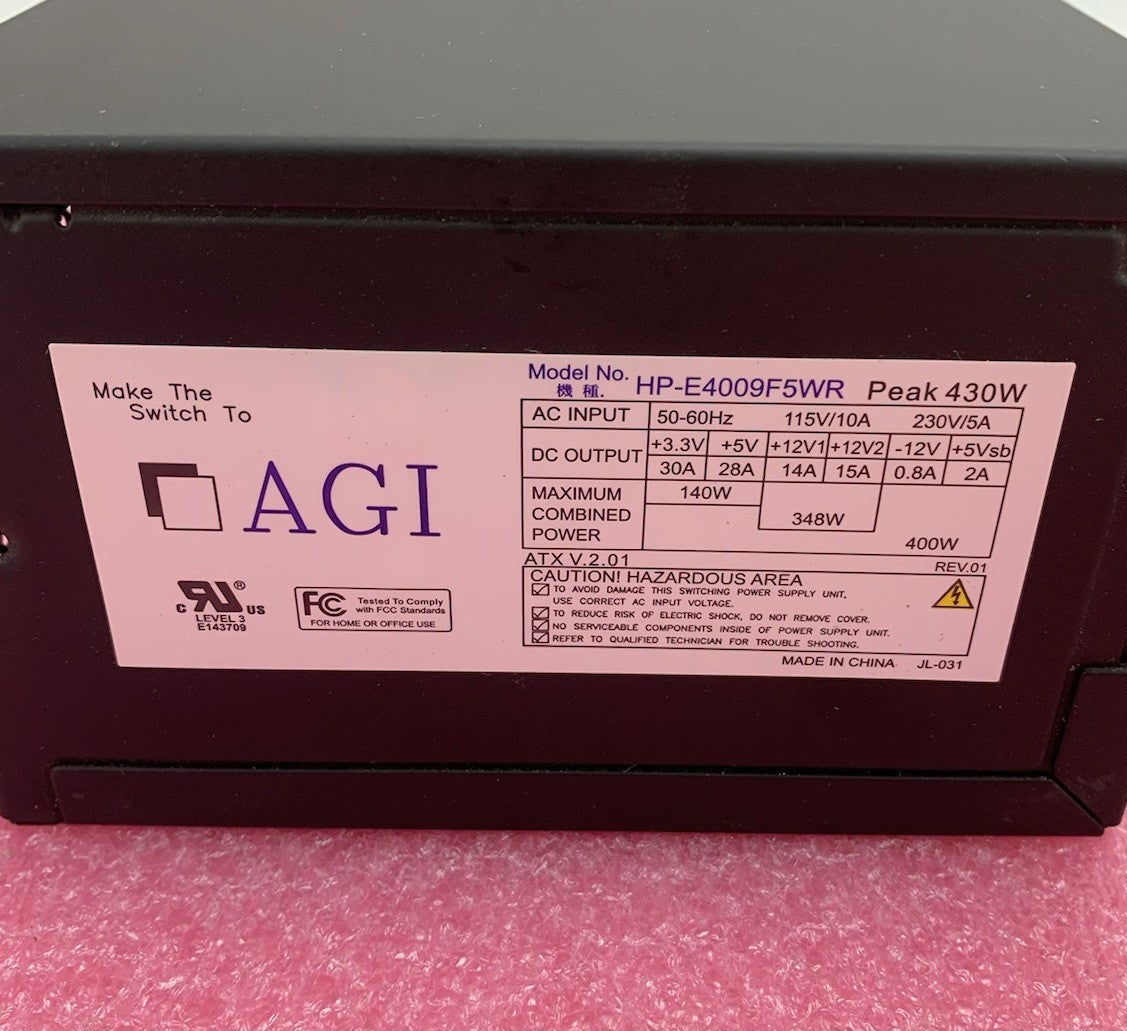 Make The
Switch To
AGI
c RU ® US
LEVEL 3
E143709
FC Tested To Comply
with FCC Standards
FOR HOME OR OFFICE USE
Model No. HP-E4009F5WR Peak 430W
機 種.
AC INPUT 50-60Hz 115V/10A 230V/5A
DC OUTPUT +3.3V +5V +12V1 +12V2 -12V +5Vsb
30A 28A 14A 15A 0.8A 2A
MAXIMUM COMBINED POWER 140W
348W
400W
ATX V.2.01 REV.01
CAUTION! HAZARDOUS AREA
☑ TO AVOID DAMAGE THIS SWITCHING POWER SUPPLY UNIT,
USE CORRECT AC INPUT VOLTAGE.
☑ TO REDUCE RISK OF ELECTRIC SHOCK, DO NOT REMOVE COVER.
☑ NO SERVICEABLE COMPONENTS INSIDE OF POWER SUPPLY UNIT.
☑ REFER TO QUALIFIED TECHNICIAN FOR TROUBLE SHOOTING.
MADE IN CHINA JL-031